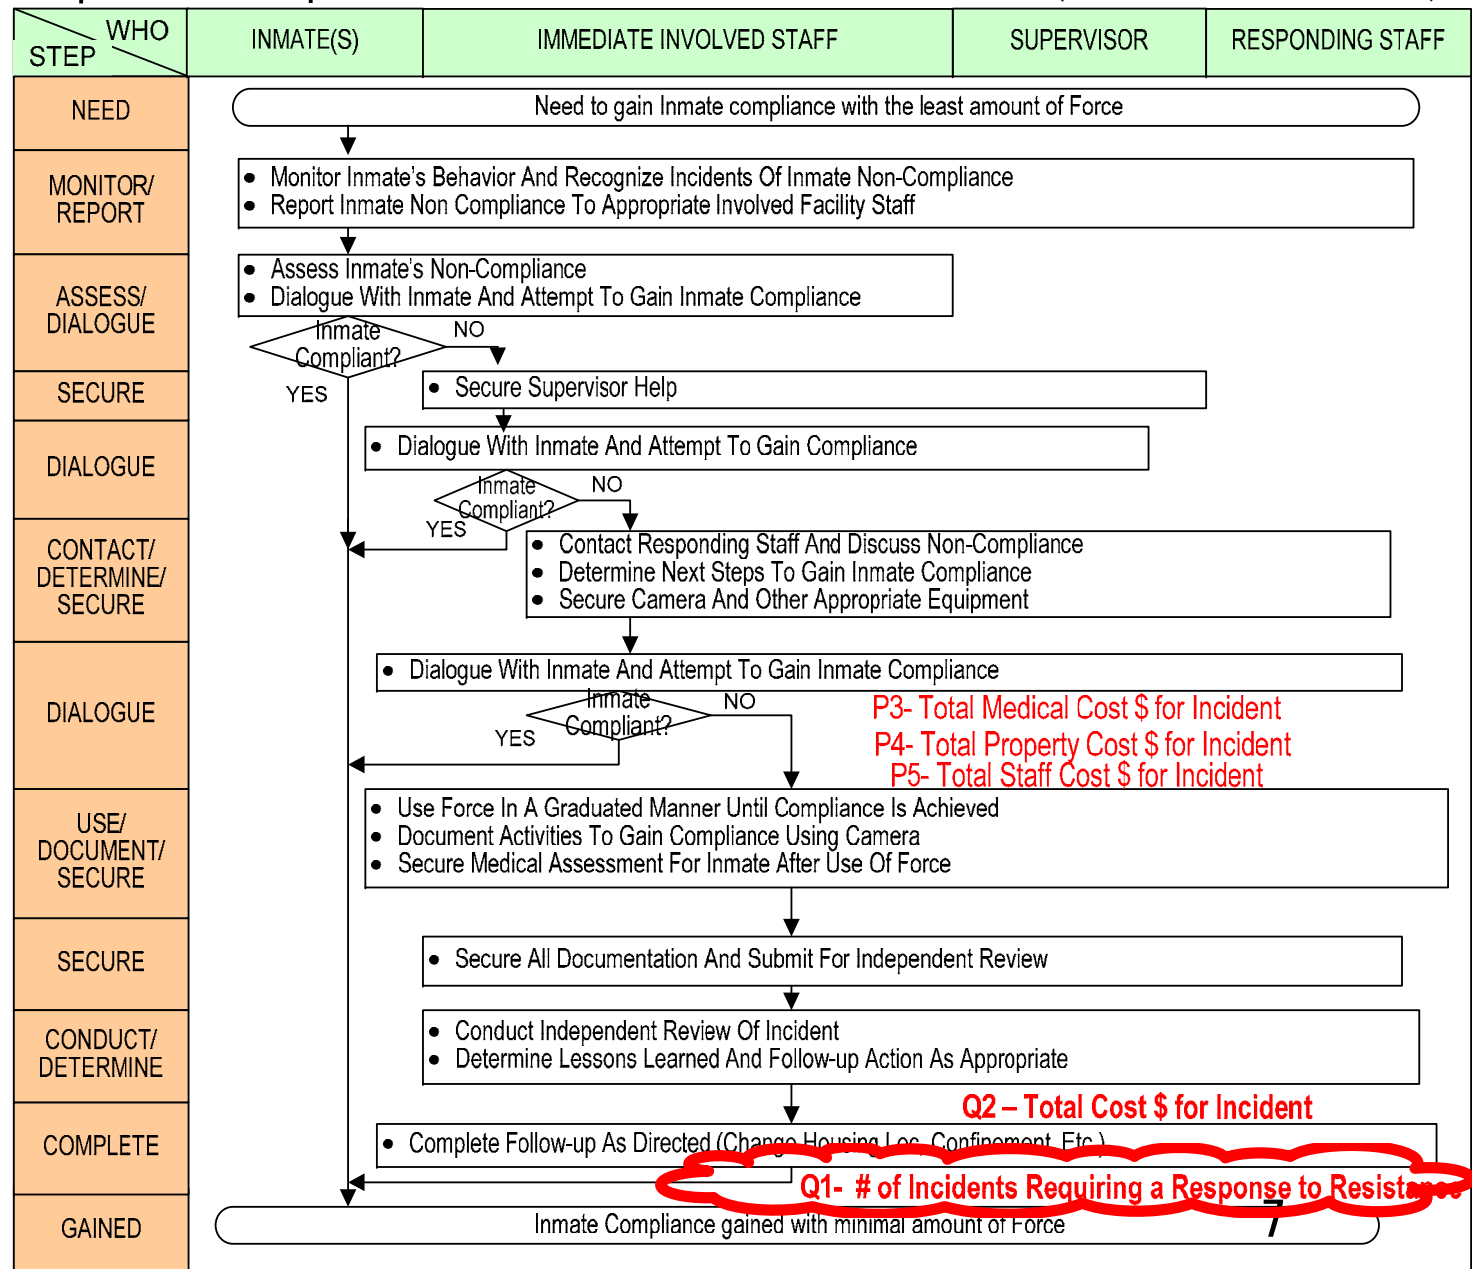 WHO
STEP
INMATE(S)
IMMEDIATE INVOLVED STAFF
SUPERVISOR
RESPONDING STAFF
NEED
Need to gain Inmate compliance with the least amount of Force
MONITOR/
REPORT
• Monitor Inmate's Behavior And Recognize Incidents Of Inmate Non-Compliance
• Report Inmate Non Compliance To Appropriate Involved Facility Staff
ASSESS/
DIALOGUE
• Assess Inmate's Non-Compliance
• Dialogue With Inmate And Attempt To Gain Inmate Compliance
Inmate
Compliant?
NO
YES
SECURE
• Secure Supervisor Help
DIALOGUE
• Dialogue With Inmate And Attempt To Gain Compliance
Inmate
Compliant?
NO
YES
CONTACT/
DETERMINE/
SECURE
• Contact Responding Staff And Discuss Non-Compliance
• Determine Next Steps To Gain Inmate Compliance
• Secure Camera And Other Appropriate Equipment
DIALOGUE
• Dialogue With Inmate And Attempt To Gain Inmate Compliance
Inmate
Compliant?
NO
YES
P3- Total Medical Cost $ for Incident
P4- Total Property Cost $ for Incident
P5- Total Staff Cost $ for Incident
USE/
DOCUMENT/
SECURE
• Use Force In A Graduated Manner Until Compliance Is Achieved
• Document Activities To Gain Compliance Using Camera
• Secure Medical Assessment For Inmate After Use Of Force
SECURE
• Secure All Documentation And Submit For Independent Review
CONDUCT/
DETERMINE
• Conduct Independent Review Of Incident
• Determine Lessons Learned And Follow-up Action As Appropriate
Q2 – Total Cost $ for Incident
COMPLETE
• Complete Follow-up As Directed (Change Housing Loc, Confinement, Etc.)
Q1- # of Incidents Requiring a Response to Resistance
7
GAINED
Inmate Compliance gained with minimal amount of Force